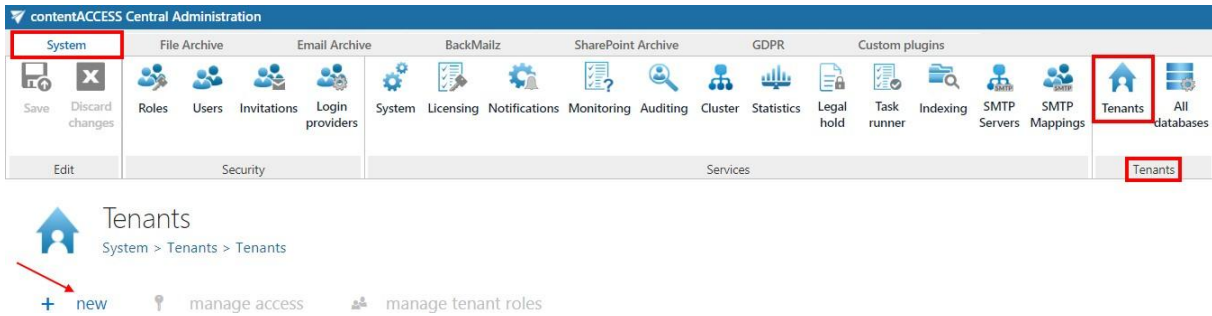 contentACCESS Central Administration
System File Archive Email Archive BackMailz SharePoint Archive GDPR Custom plugins
Save Discard changes Roles Users Invitations Login providers System Licensing Notifications Monitoring Auditing Cluster Statistics Legal hold Task runner Indexing SMTP Servers SMTP Mappings Tenants All databases
Edit Security Services Tenants
Tenants
System > Tenants > Tenants
+ new manage access manage tenant roles